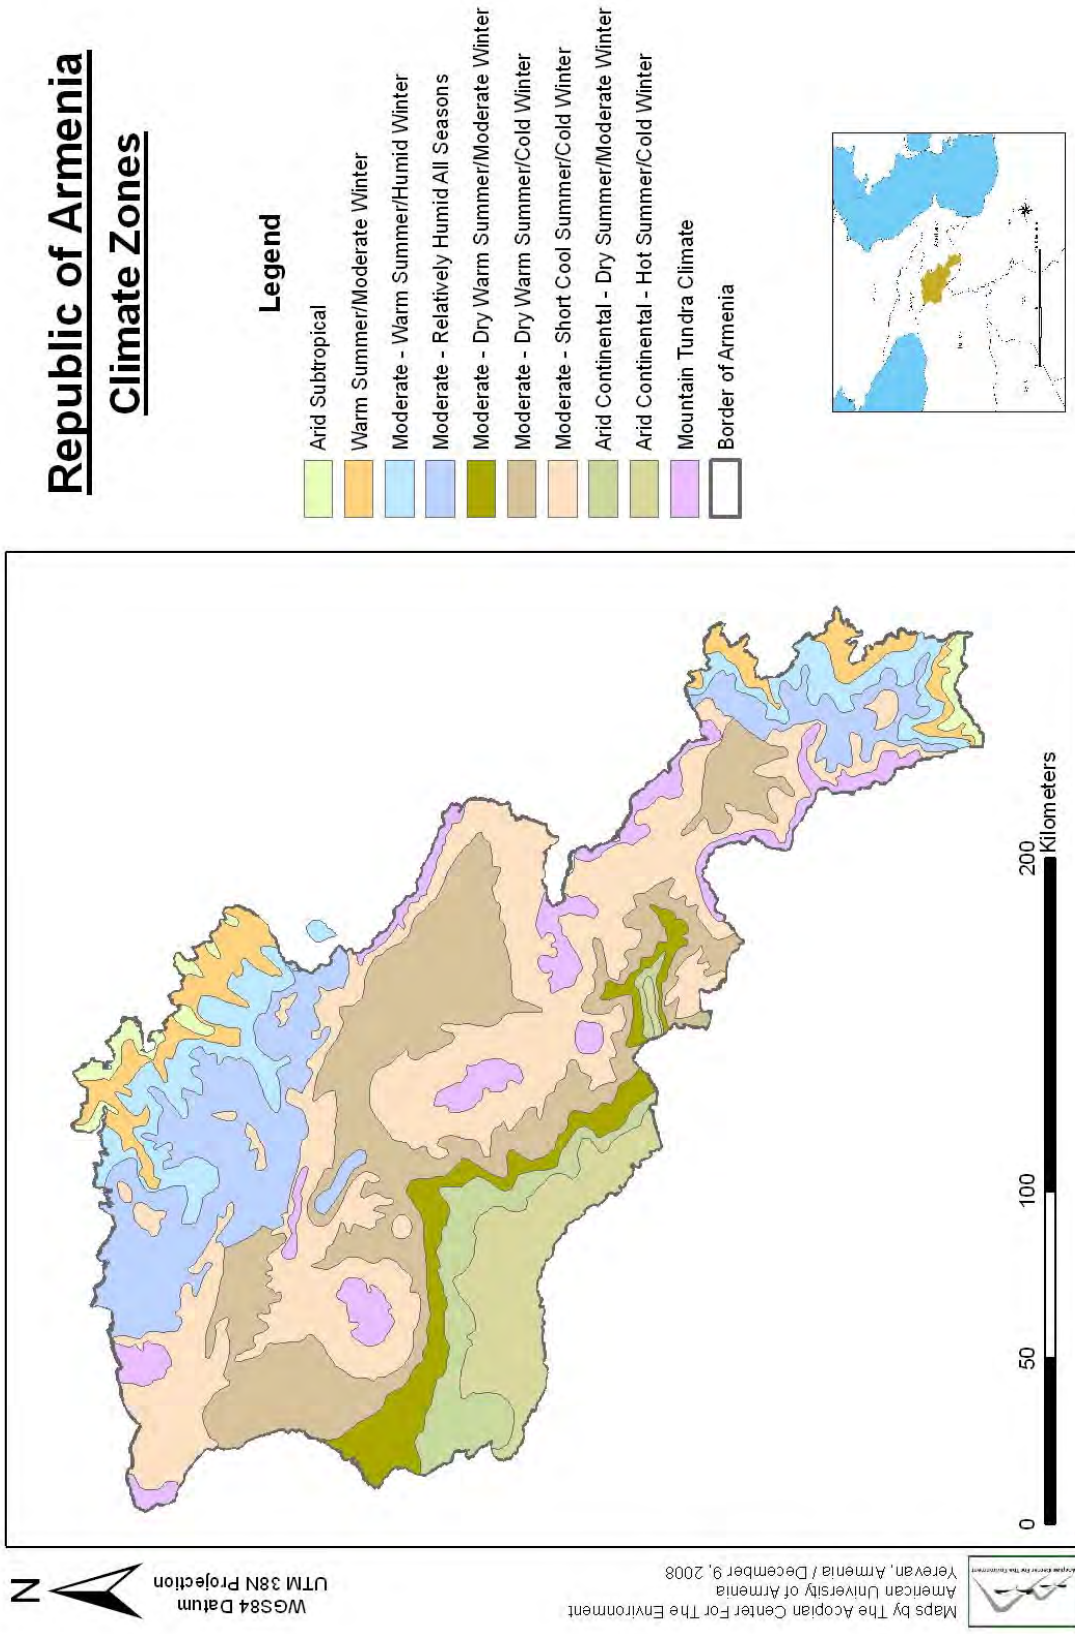 Republic of Armenia
Climate Zones
Legend
Arid Subtropical
Warm Summer/Moderate Winter
Moderate - Warm Summer/Humid Winter
Moderate - Relatively Humid All Seasons
Moderate - Dry Warm Summer/Moderate Winter
Moderate - Dry Warm Summer/Cold Winter
Moderate - Short Cool Summer/Cold Winter
Arid Continental - Dry Summer/Moderate Winter
Arid Continental - Hot Summer/Cold Winter
Mountain Tundra Climate
Border of Armenia
0 50 100 200
Kilometers
N
WGS84 Datum
UTM 38N Projection
Maps by The Acopian Center For The Environment
American University of Armenia
Yerevan, Armenia / December 9, 2008